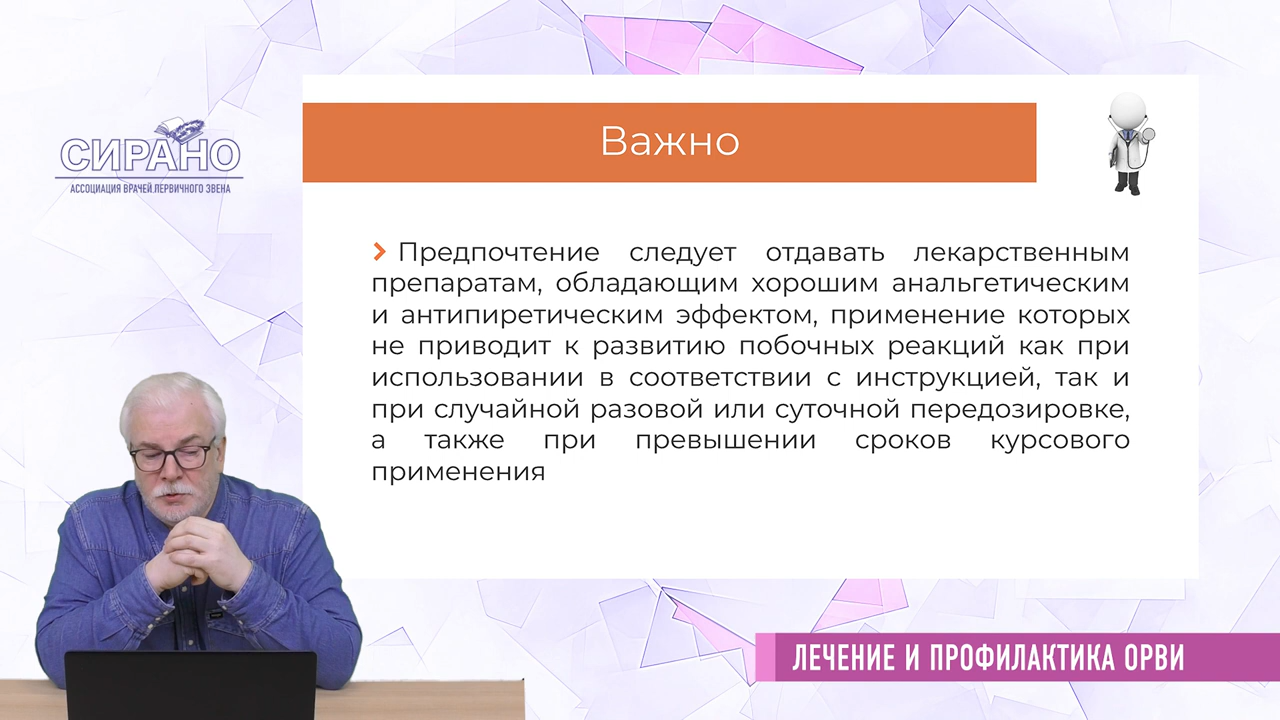 СИРАНО
АССОЦИАЦИЯ ВРАЧЕЙ ПЕРВИЧНОГО ЗВЕНА
Важно
Предпочтение следует отдавать лекарственным
препаратам, обладающим хорошим анальгетическим
и антипиретическим эффектом, применение которых
не приводит к развитию побочных реакций как при
использовании в соответствии с инструкцией, так и
при случайной разовой или суточной передозировке,
а также при превышении сроков курсового
применения
ЛЕЧЕНИЕ И ПРОФИЛАКТИКА ОРВИ